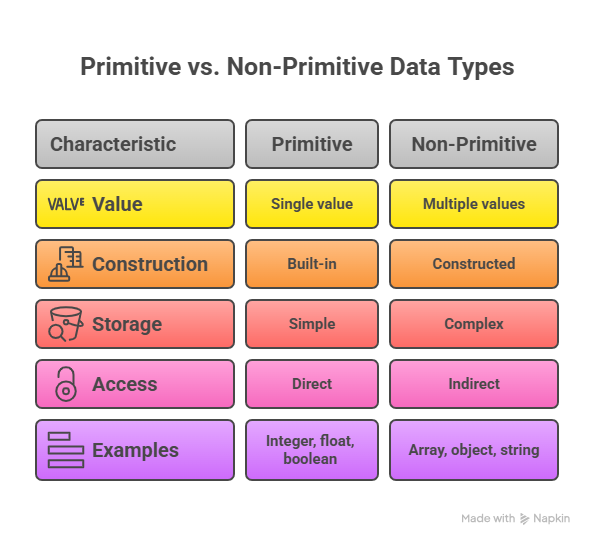 Primitive vs. Non-Primitive Data Types
Characteristic
Primitive
Non-Primitive
VALVE
Value
Single value
Multiple values
Construction
Built-in
Constructed
Storage
Simple
Complex
Access
Direct
Indirect
Examples
Integer, float,
boolean
Array, object, string
Made with Napkin